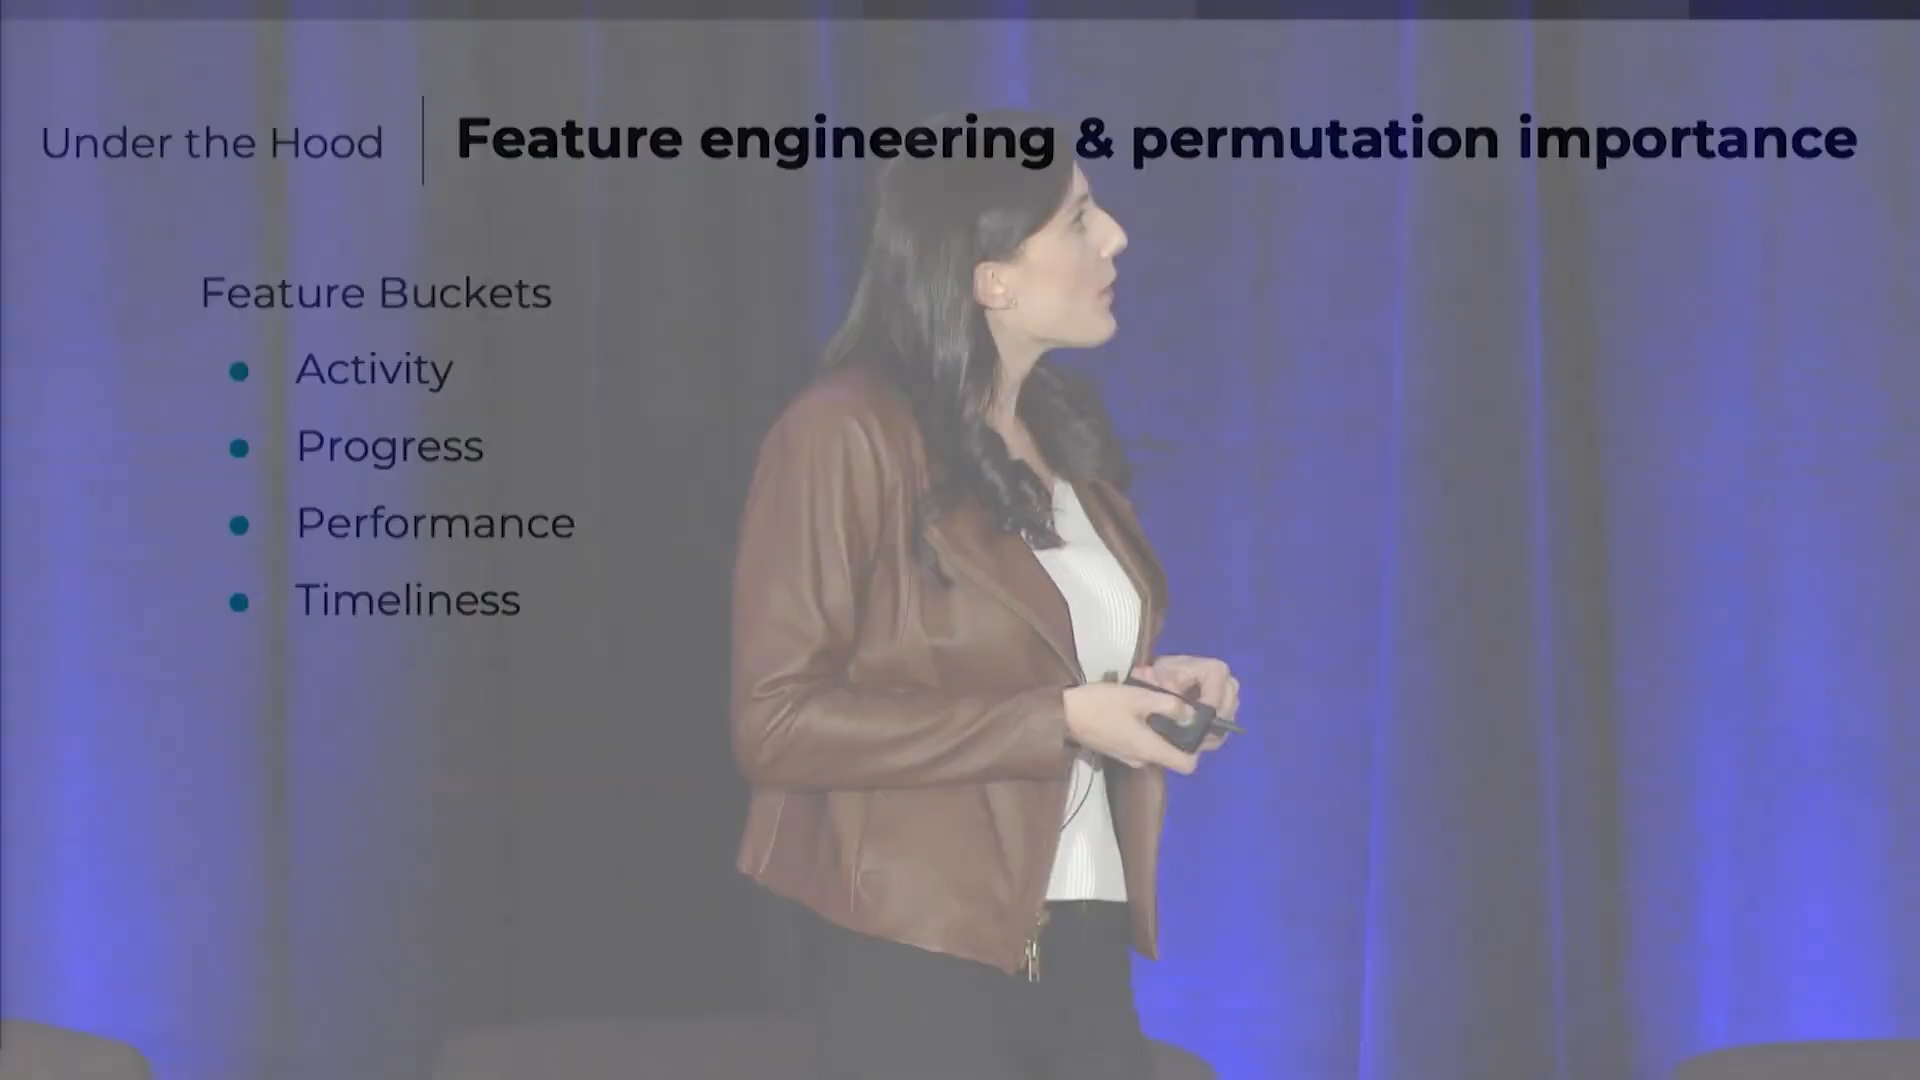 Under the Hood
Feature engineering & permutation importance
Feature Buckets
Activity
Progress
Performance
Timeliness